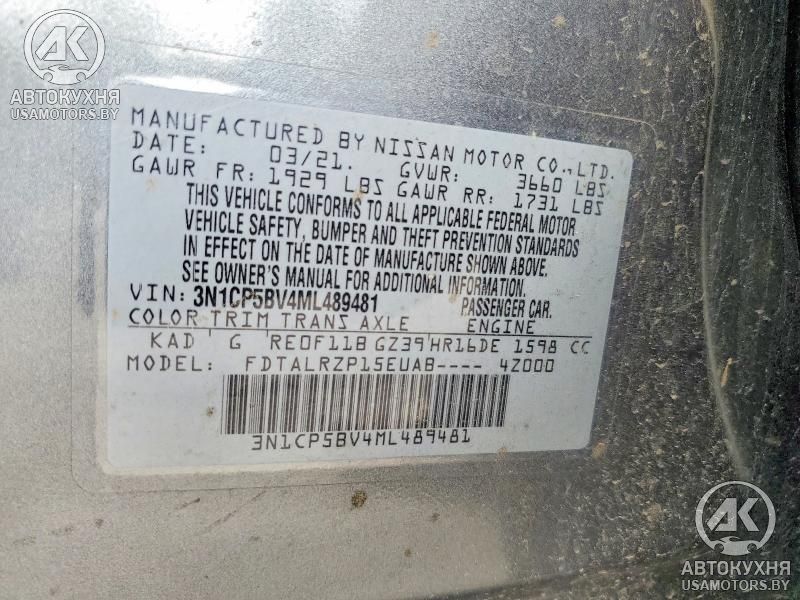 AK
АВТОКУХНЯ
USAMOTORS.BY
MANUFACTURED BY NISSAN MOTOR CO., LTD.
DATE: 03/21. GVWR: 3660 LBS
GAWR FR: 1929 LBS GAWR RR: 1731 LBS
THIS VEHICLE CONFORMS TO ALL APPLICABLE FEDERAL MOTOR
VEHICLE SAFETY, BUMPER AND THEFT PREVENTION STANDARDS
IN EFFECT ON THE DATE OF MANUFACTURE SHOWN ABOVE.
SEE OWNER'S MANUAL FOR ADDITIONAL INFORMATION.
VIN: 3N1CP5BV4ML489481 PASSENGER CAR.
COLOR TRIM TRANS AXLE ENGINE
KAD G RE0F11B GZ39 HR16DE 1598 CC
MODEL: FDTALRZP15EUAB---- 4Z000
3N1CP5BV4ML489481
AK
АВТОКУХНЯ
USAMOTORS.BY